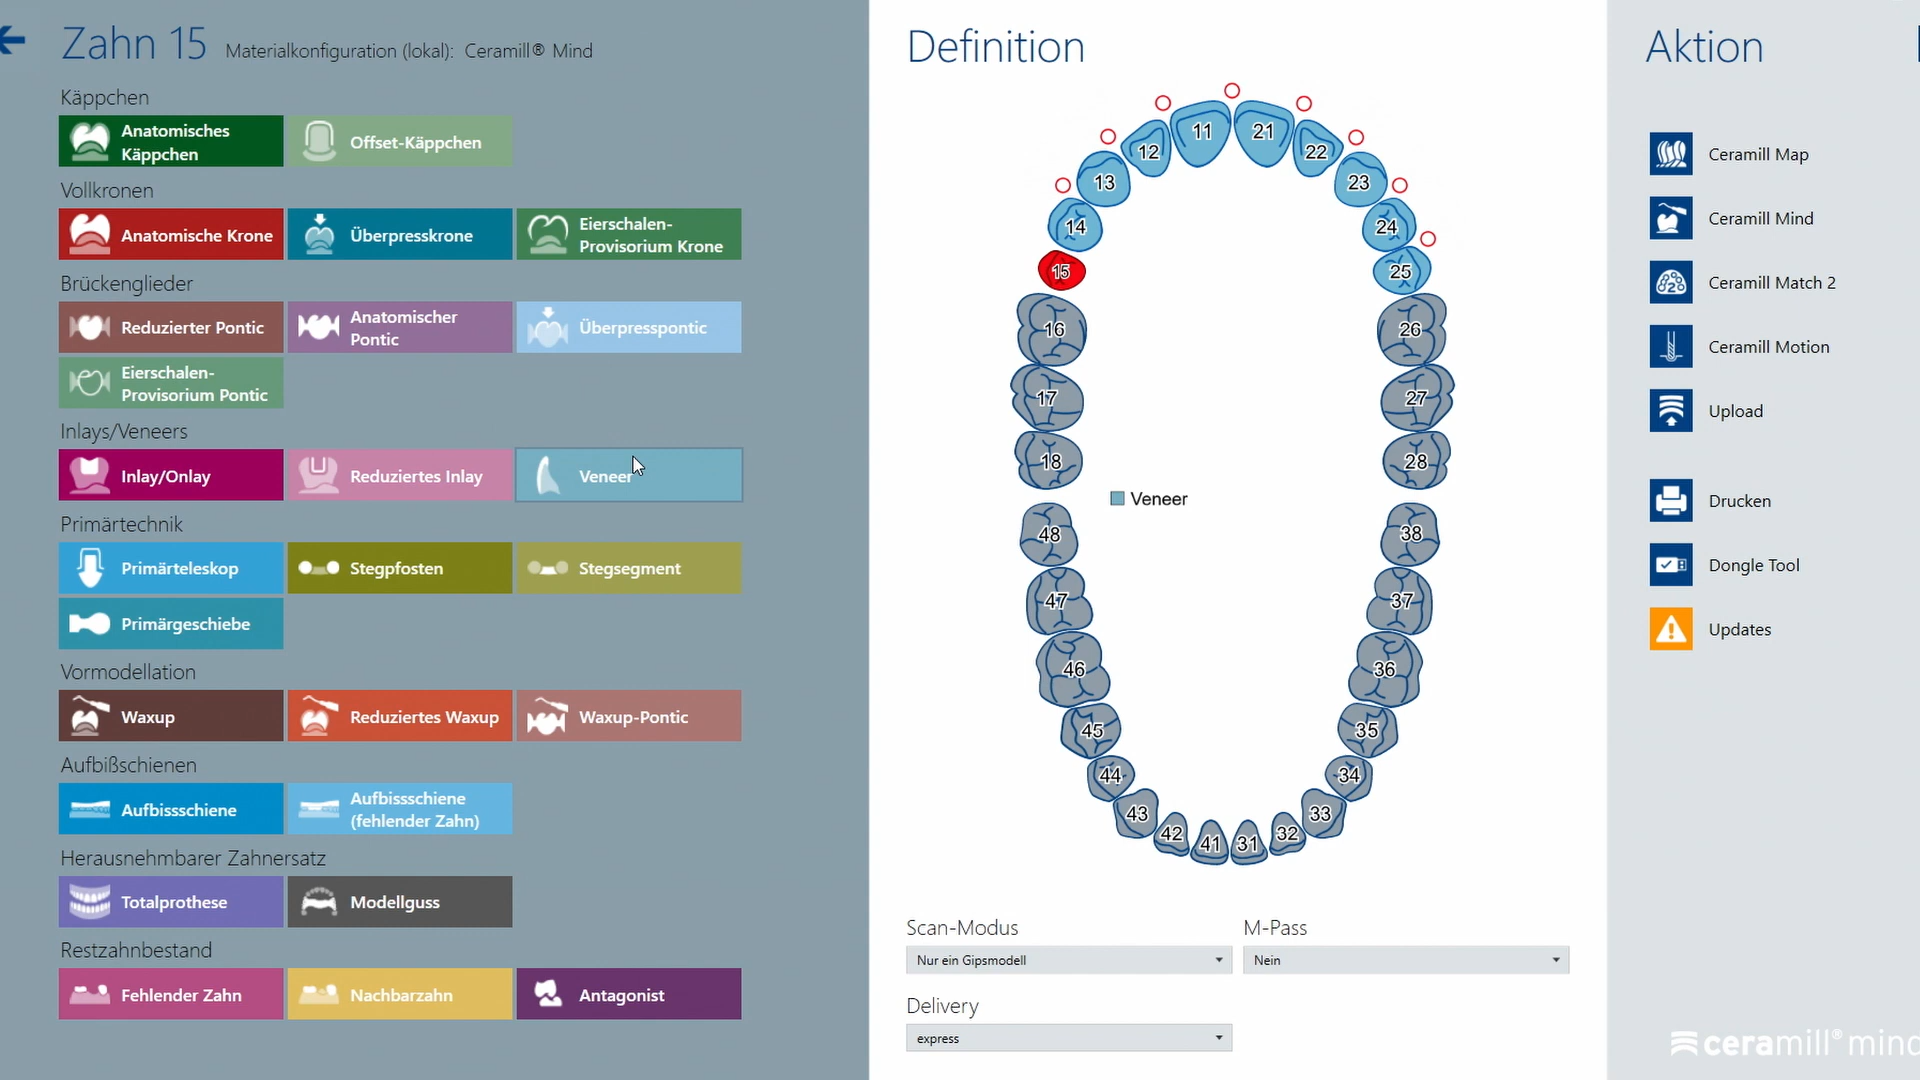 Zahn 15 Materialkonfiguration (lokal): Ceramill® Mind
Käppchen
Anatomisches
Käppchen
Offset-Käppchen
Vollkronen
Anatomische Krone
Überpresskrone
Eierschalen-
Provisorium Krone
Brückenglieder
Reduzierter Pontic
Anatomischer
Pontic
Überpresspontic
Eierschalen-
Provisorium Pontic
Inlays/Veneers
Inlay/Onlay
Reduziertes Inlay
Veneer
Primärtechnik
Primärteleskop
Stegpfosten
Stegsegment
Primärgeschiebe
Vormodellation
Waxup
Reduziertes Waxup
Waxup-Pontic
Aufbißschienen
Aufbissschiene
Aufbissschiene
(fehlender Zahn)
Herausnehmbarer Zahnersatz
Totalprothese
Modellguss
Restzahnbestand
Fehlender Zahn
Nachbarzahn
Antagonist
Definition
11 21
12 22
13 23
14 24
15 25
16 26
17 27
18 28
Veneer
48 38
47 37
46 36
45 35
44 34
43 33
42 32
41 31
Scan-Modus
Nur ein Gipsmodell
M-Pass
Nein
Delivery
express
Aktion
Ceramill Map
Ceramill Mind
Ceramill Match 2
Ceramill Motion
Upload
Drucken
Dongle Tool
Updates
ceramill® mind